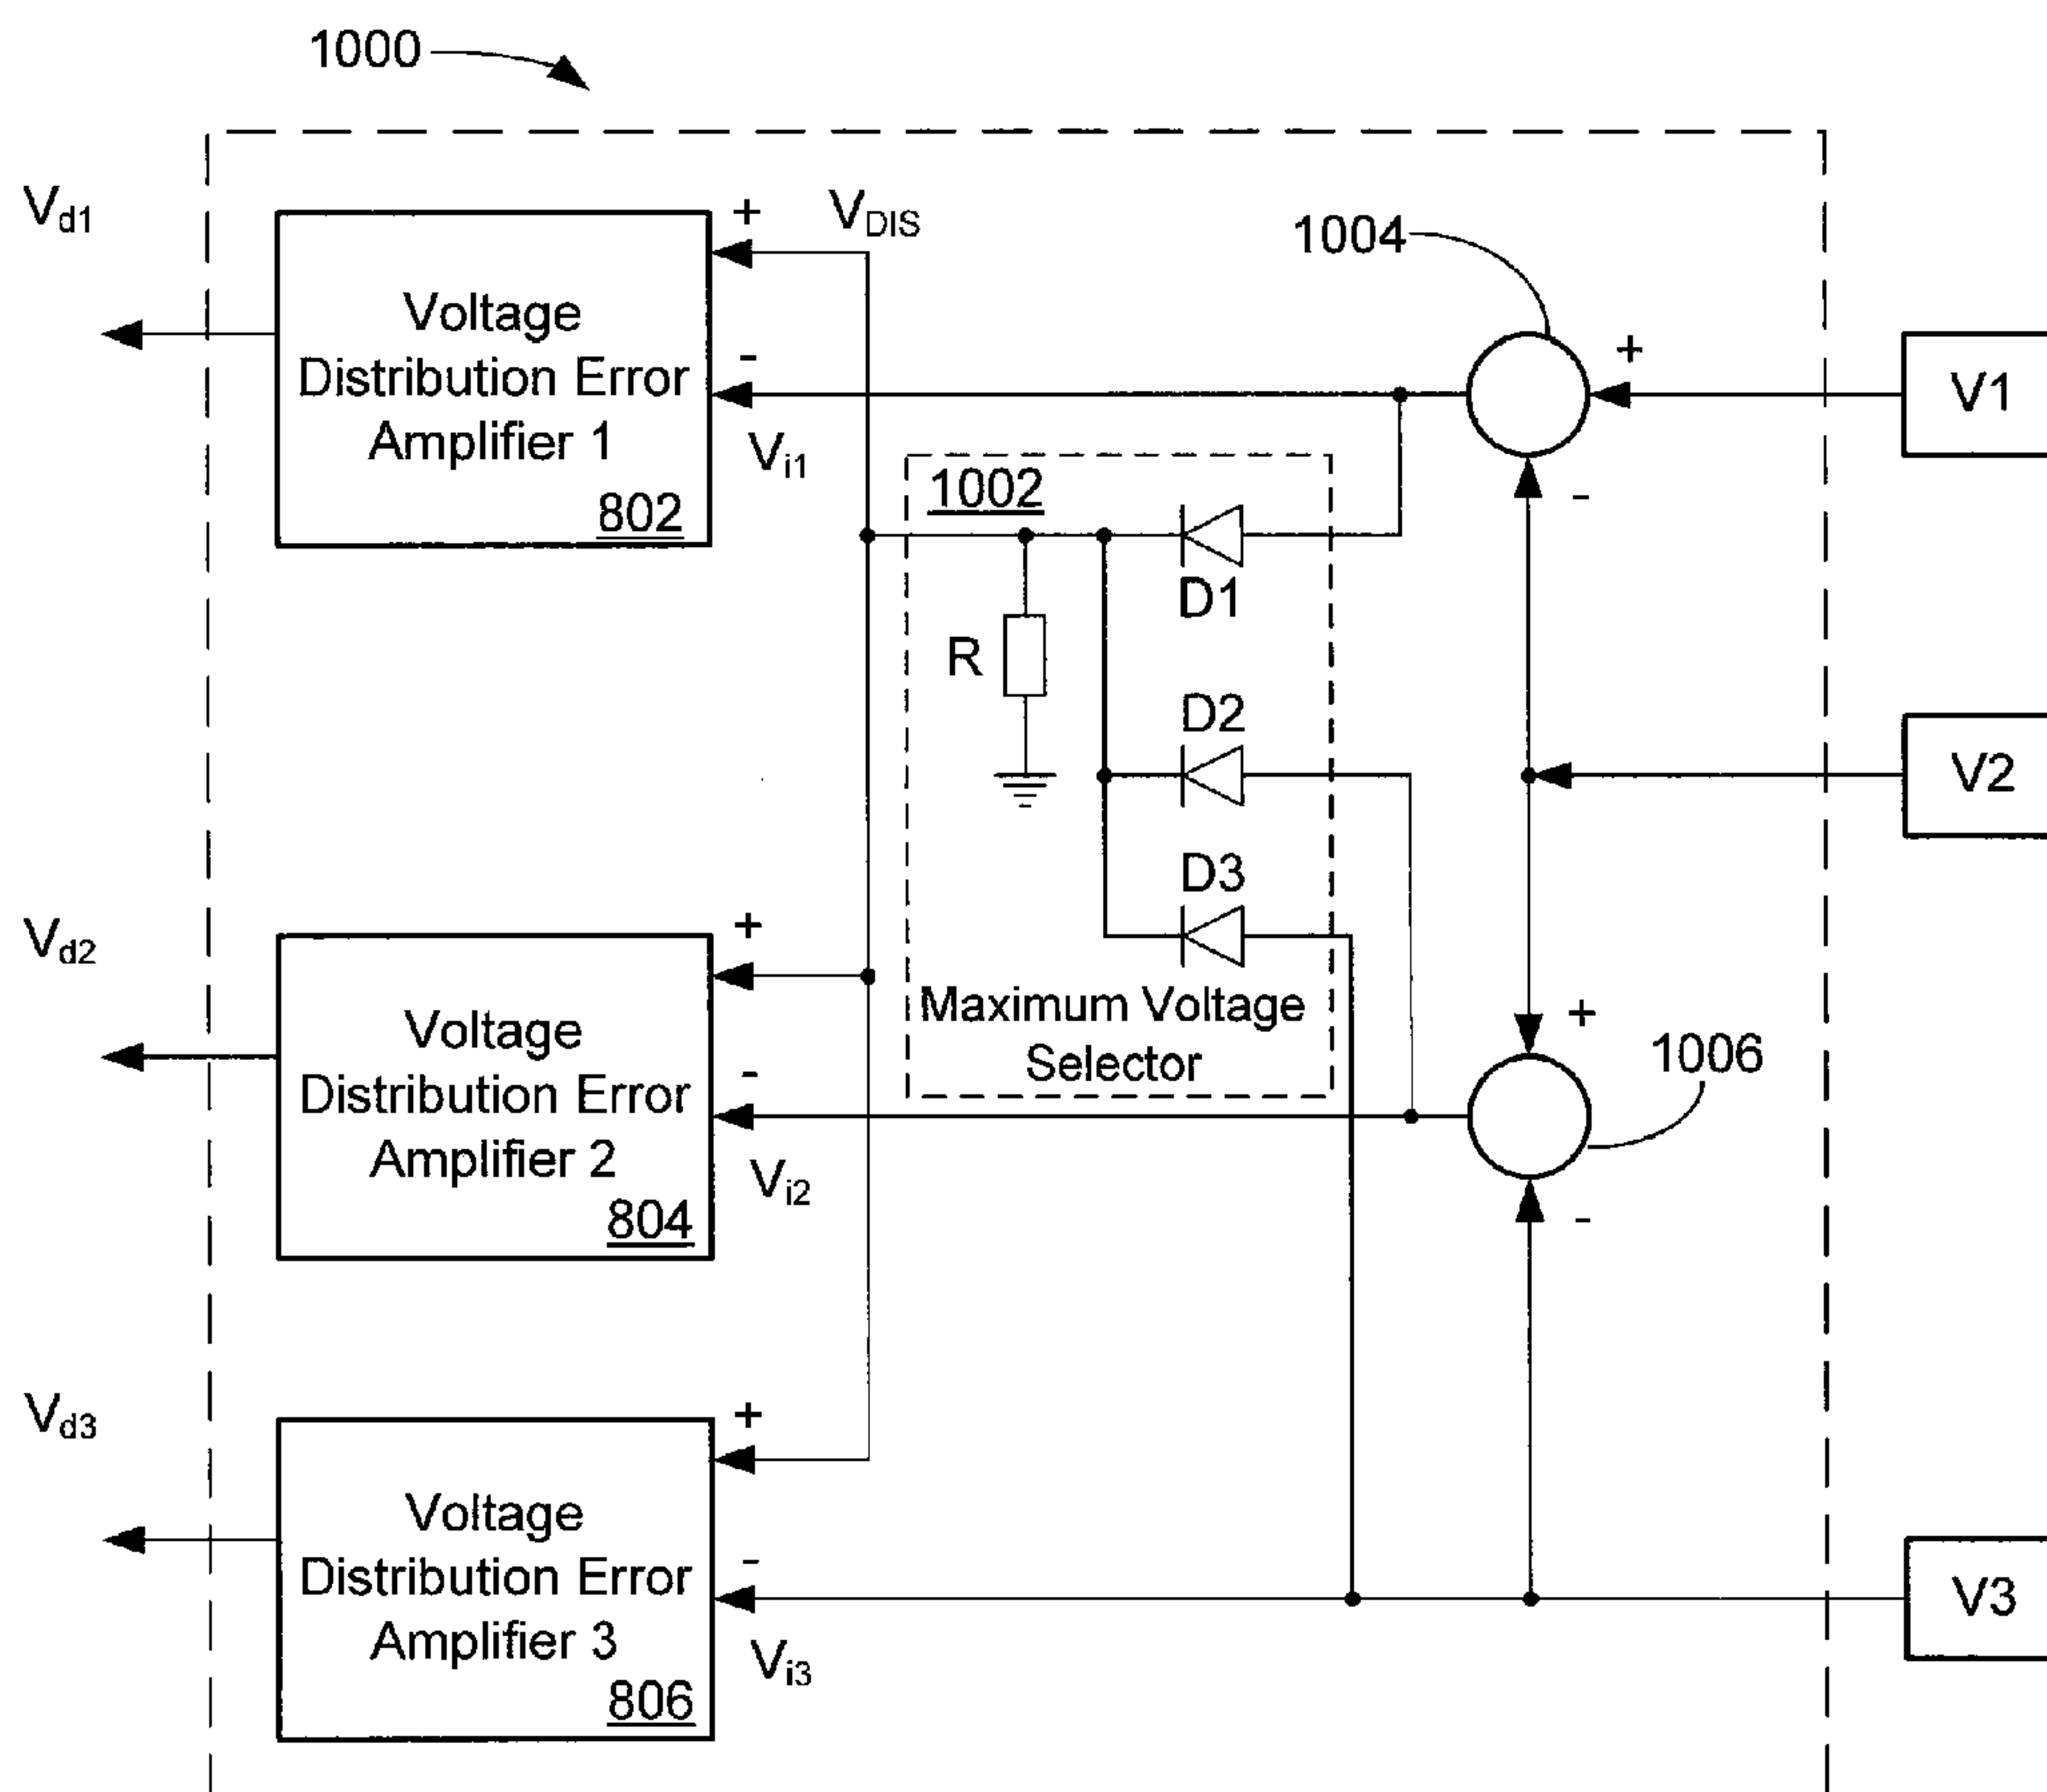 1000
Vd1
+
VDIS
1004
Voltage
Distribution Error
Amplifier 1
802
-
Vi1
+
V1
-
1002
D1
R
D2
V2
D3
Maximum Voltage
Selector
Vd2
+
Voltage
Distribution Error
Amplifier 2
804
-
Vi2
+
1006
-
Vd3
+
Voltage
Distribution Error
Amplifier 3
806
-
Vi3
V3